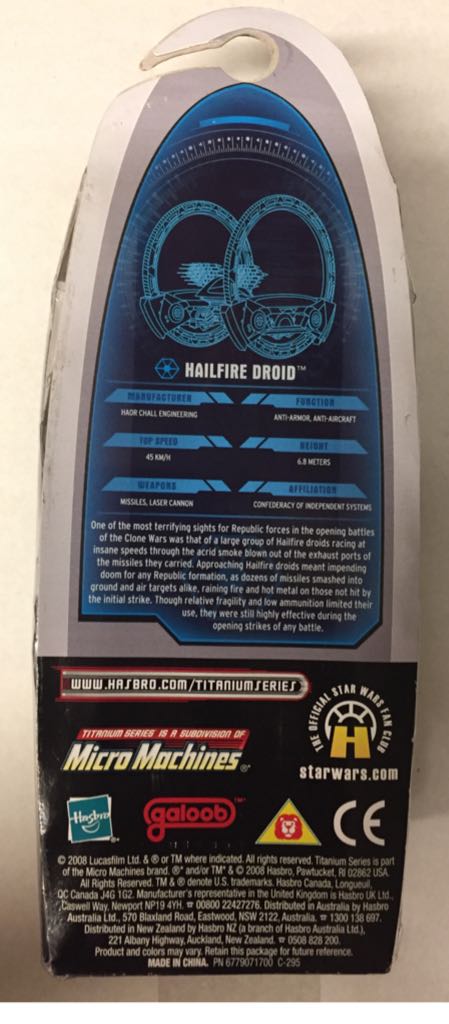 HAILFIRE DROID™
MANUFACTURER
FUNCTION
HAOR CHALL ENGINEERING
ANTI-ARMOR, ANTI-AIRCRAFT
TOP SPEED
HEIGHT
45 KM/H
6.8 METERS
WEAPONS
AFFILIATION
MISSILES, LASER CANNON
CONFEDERACY OF INDEPENDENT SYSTEMS
One of the most terrifying sights for Republic forces in the opening battles
of the Clone Wars was that of a large group of Hailfire droids racing at
insane speeds through the acrid smoke blown out of the exhaust ports of
the missiles they carried. Approaching Hailfire droids meant impending
doom for any Republic formation, as dozens of missiles smashed into
ground and air targets alike, raining fire and hot metal on those not hit by
the initial strike. Though relative fragility and low ammunition limited their
use, they were still highly effective during the
opening strikes of any battle.
WWW.HASBRO.COM/TITANIUMSERIES
THE OFFICIAL STAR WARS FAN CLUB
H
starwars.com
TITANIUM SERIES IS A SUBDIVISION OF
Micro Machines®
Hasbro®
galoob™
CE
© 2008 Lucasfilm Ltd. & ® or TM where indicated. All rights reserved. Titanium Series is part
of the Micro Machines brand. ® and/or TM* & © 2008 Hasbro, Pawtucket, RI 02862 USA.
All Rights Reserved. TM & ® denote U.S. trademarks. Hasbro Canada, Longueuil,
QC Canada J4G 1G2. Manufacturer's representative in the United Kingdom is Hasbro UK Ltd.,
Caswell Way, Newport NP19 4YH. ☎ 00800 22427276. Distributed in Australia by Hasbro
Australia Ltd., 570 Blaxland Road, Eastwood, NSW 2122, Australia. ☎ 1300 138 697.
Distributed in New Zealand by Hasbro NZ (a branch of Hasbro Australia Ltd.),
221 Albany Highway, Auckland, New Zealand. ☎ 0508 828 200.
Product and colors may vary. Retain this package for future reference.
MADE IN CHINA. PN 6779071700 C-295